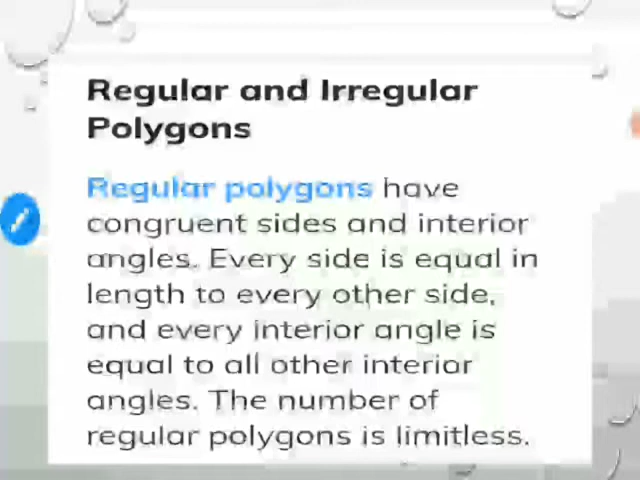 Regular and Irregular
Polygons
Regular polygons have
congruent sides and interior
angles. Every side is equal in
length to every other side,
and every interior angle is
equal to all other interior
angles. The number of
regular polygons is limitless.